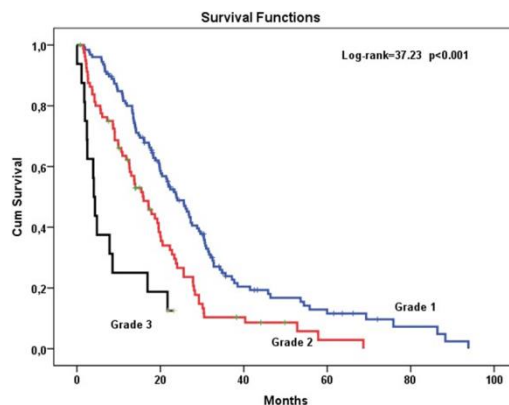 Survival Functions
Log-rank=37.23 p<0.001
1,0
0,8
0,6
0,4
0,2
0,0
Cum Survival
Grade 1
Grade 2
Grade 3
0
20
40
60
80
100
Months